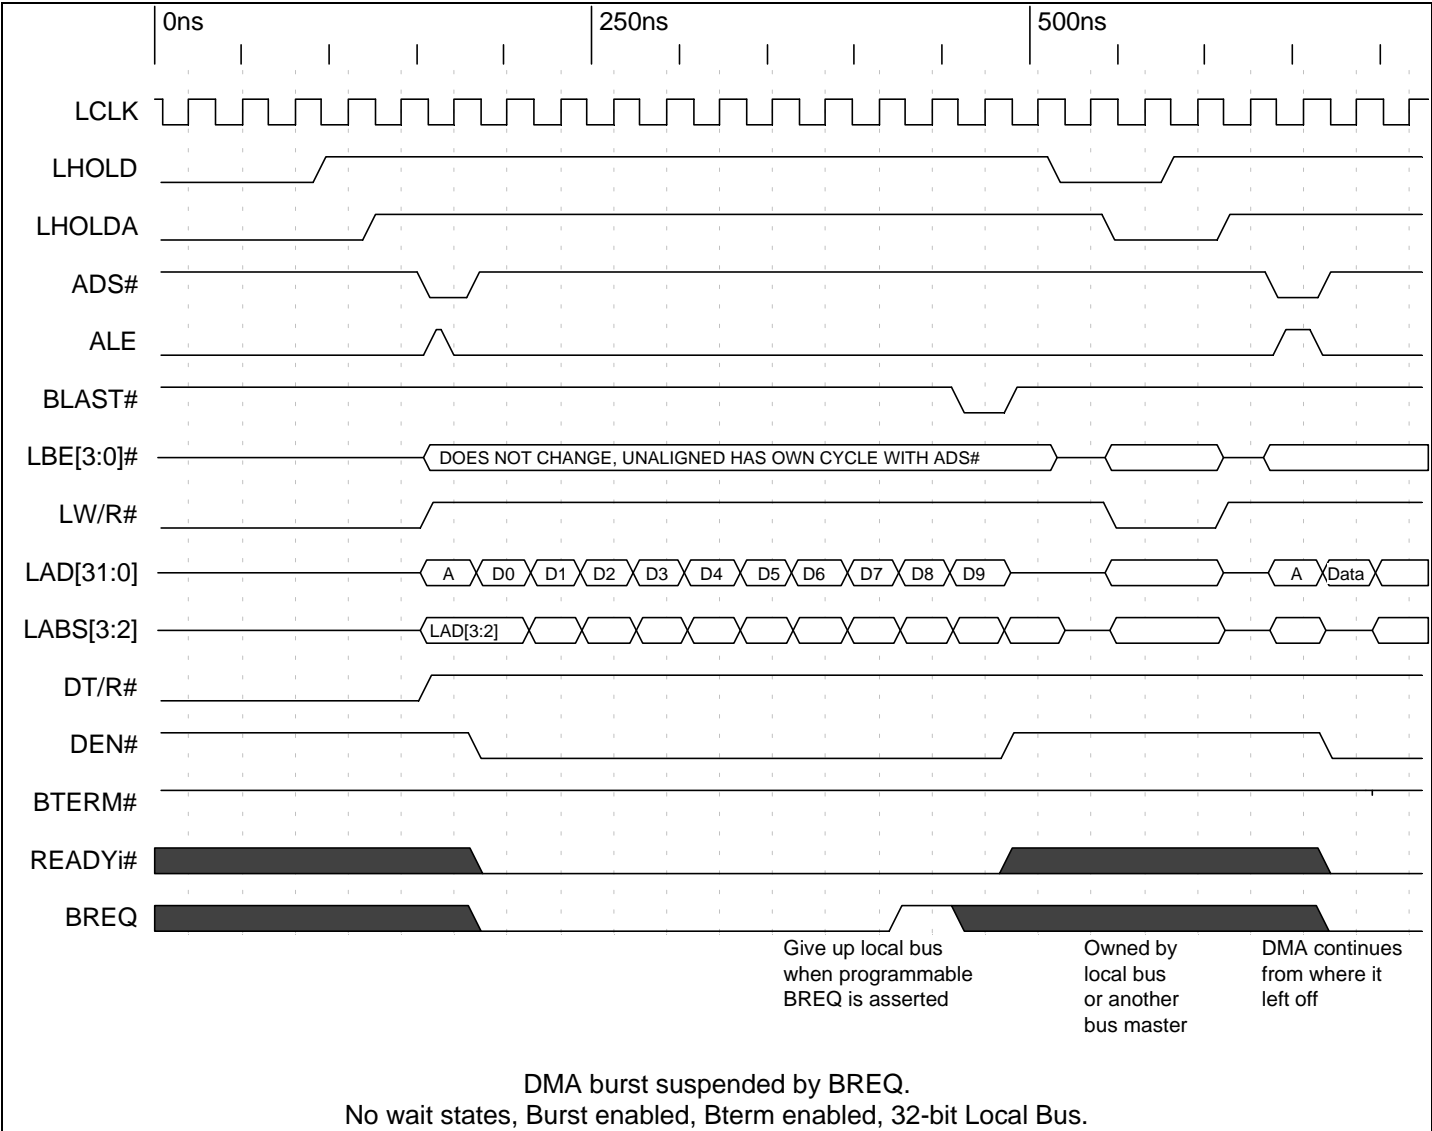 0ns 250ns 500ns
LCLK
LHOLD
LHOLDA
ADS#
ALE
BLAST#
LBE[3:0]# DOES NOT CHANGE, UNALIGNED HAS OWN CYCLE WITH ADS#
LW/R#
LAD[31:0] A D0 D1 D2 D3 D4 D5 D6 D7 D8 D9 A Data
LABS[3:2] LAD[3:2]
DT/R#
DEN#
BTERM#
READYi#
BREQ
Give up local bus
when programmable
BREQ is asserted
Owned by
local bus
or another
bus master
DMA continues
from where it
left off
DMA burst suspended by BREQ.
No wait states, Burst enabled, Bterm enabled, 32-bit Local Bus.